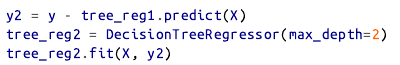 y2 = y - tree_reg1.predict(X)
tree_reg2 = DecisionTreeRegressor(max_depth=2)
tree_reg2.fit(X, y2)